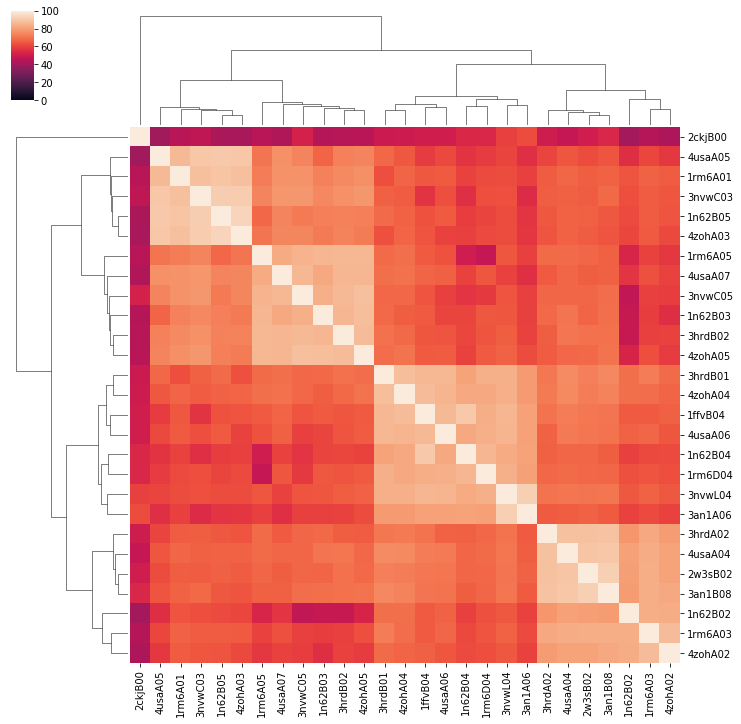 100
80
60
40
20
0
2ckjB00
4usaA05
1rm6A01
3nvwC03
1n62B05
4zohA03
1rm6A05
4usaA07
3nvwC05
1n62B03
3hrdB02
4zohA05
3hrdB01
4zohA04
1ffvB04
4usaA06
1n62B04
1rm6D04
3nvwL04
3an1A06
3hrdA02
4usaA04
2w3sB02
3an1B08
1n62B02
1rm6A03
4zohA02
2ckjB00
4usaA05
1rm6A01
3nvwC03
1n62B05
4zohA03
1rm6A05
4usaA07
3nvwC05
1n62B03
3hrdB02
4zohA05
3hrdB01
4zohA04
1ffvB04
4usaA06
1n62B04
1rm6D04
3nvwL04
3an1A06
3hrdA02
4usaA04
2w3sB02
3an1B08
1n62B02
1rm6A03
4zohA02